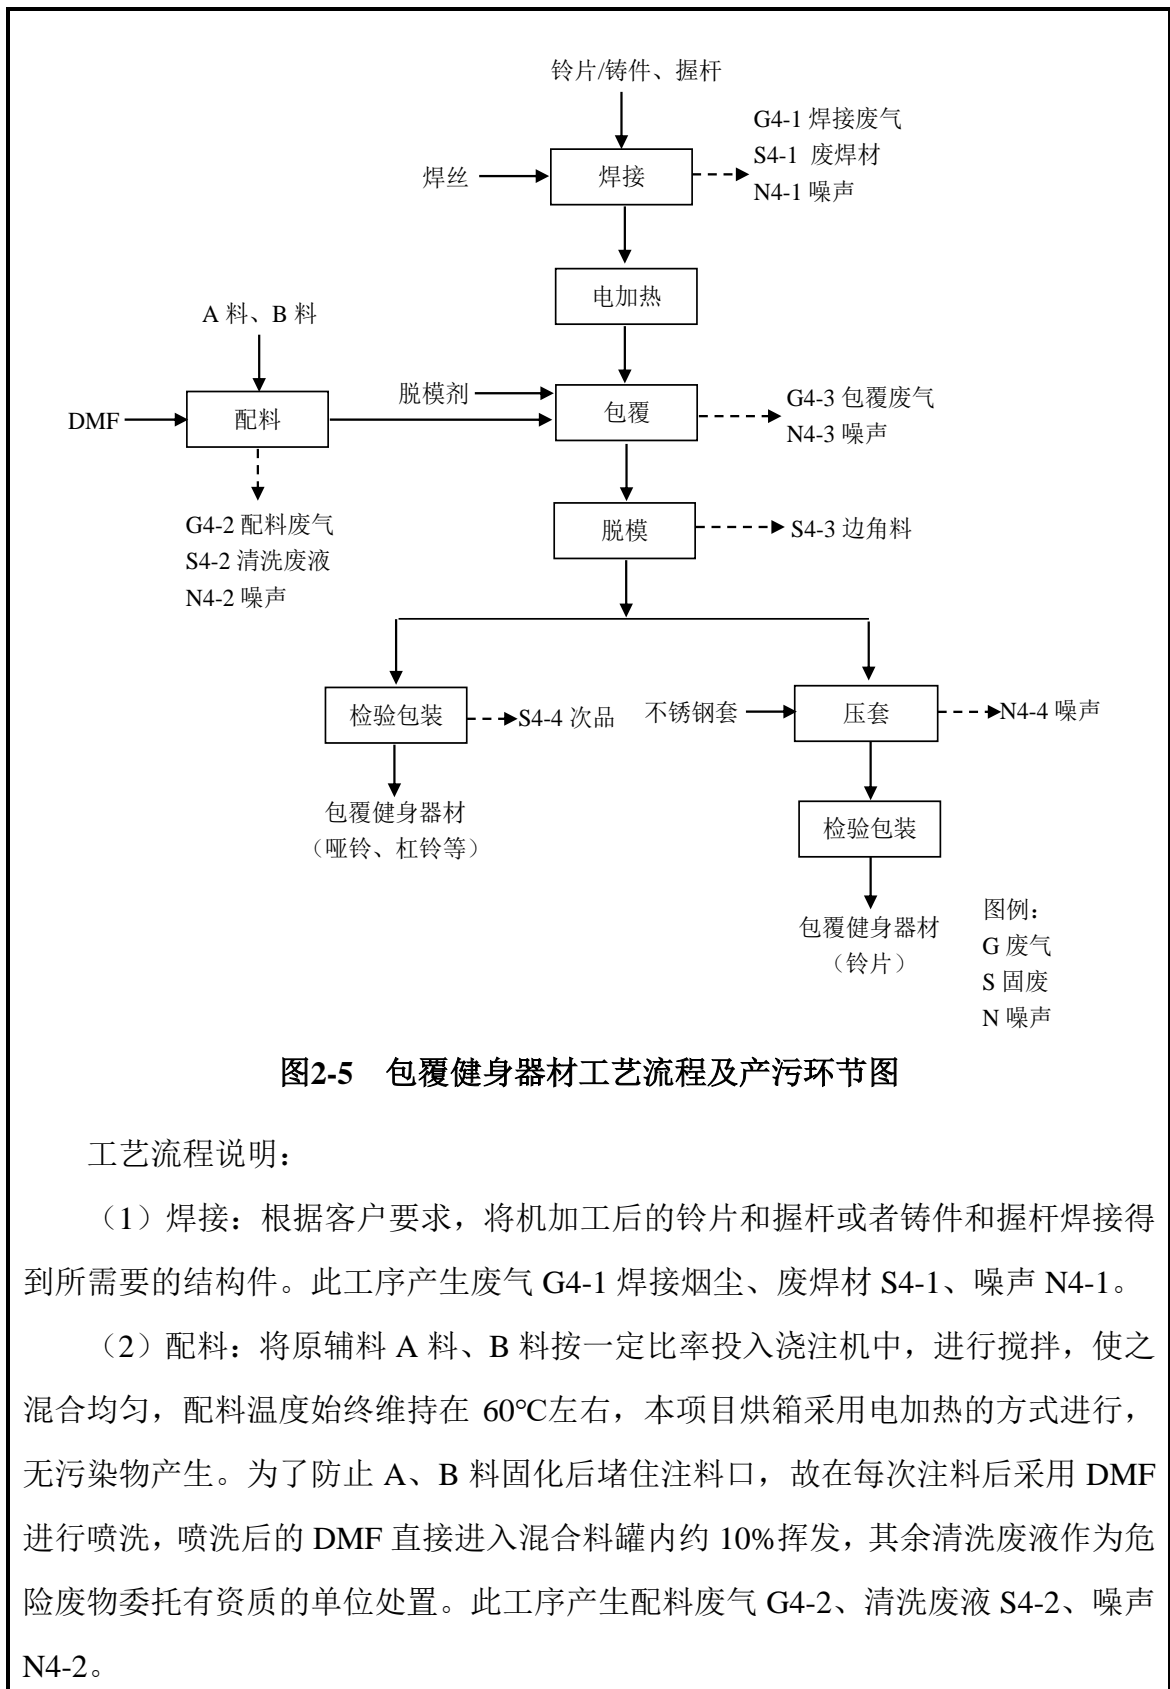 铃片/铸件、握杆
G4-1 焊接废气
S4-1 废焊材
N4-1 噪声
焊丝
焊接
电加热
A 料、B 料
脱模剂
DMF
配料
包覆
G4-3 包覆废气
N4-3 噪声
G4-2 配料废气
S4-2 清洗废液
N4-2 噪声
脱模
S4-3 边角料
检验包装
S4-4 次品
不锈钢套
压套
N4-4 噪声
包覆健身器材
（哑铃、杠铃等）
检验包装
包覆健身器材
（铃片）
图例：
G 废气
S 固废
N 噪声
图2-5 包覆健身器材工艺流程及产污环节图
工艺流程说明：
（1）焊接：根据客户要求，将机加工后的铃片和握杆或者铸件和握杆焊接得
到所需要的结构件。此工序产生废气 G4-1 焊接烟尘、废焊材 S4-1、噪声 N4-1。
（2）配料：将原辅料 A 料、B 料按一定比率投入浇注机中，进行搅拌，使之
混合均匀，配料温度始终维持在 60℃左右，本项目烘箱采用电加热的方式进行，
无污染物产生。为了防止 A、B 料固化后堵住注料口，故在每次注料后采用 DMF
进行喷洗，喷洗后的 DMF 直接进入混合料罐内约 10%挥发，其余清洗废液作为危
险废物委托有资质的单位处置。此工序产生配料废气 G4-2、清洗废液 S4-2、噪声
N4-2。